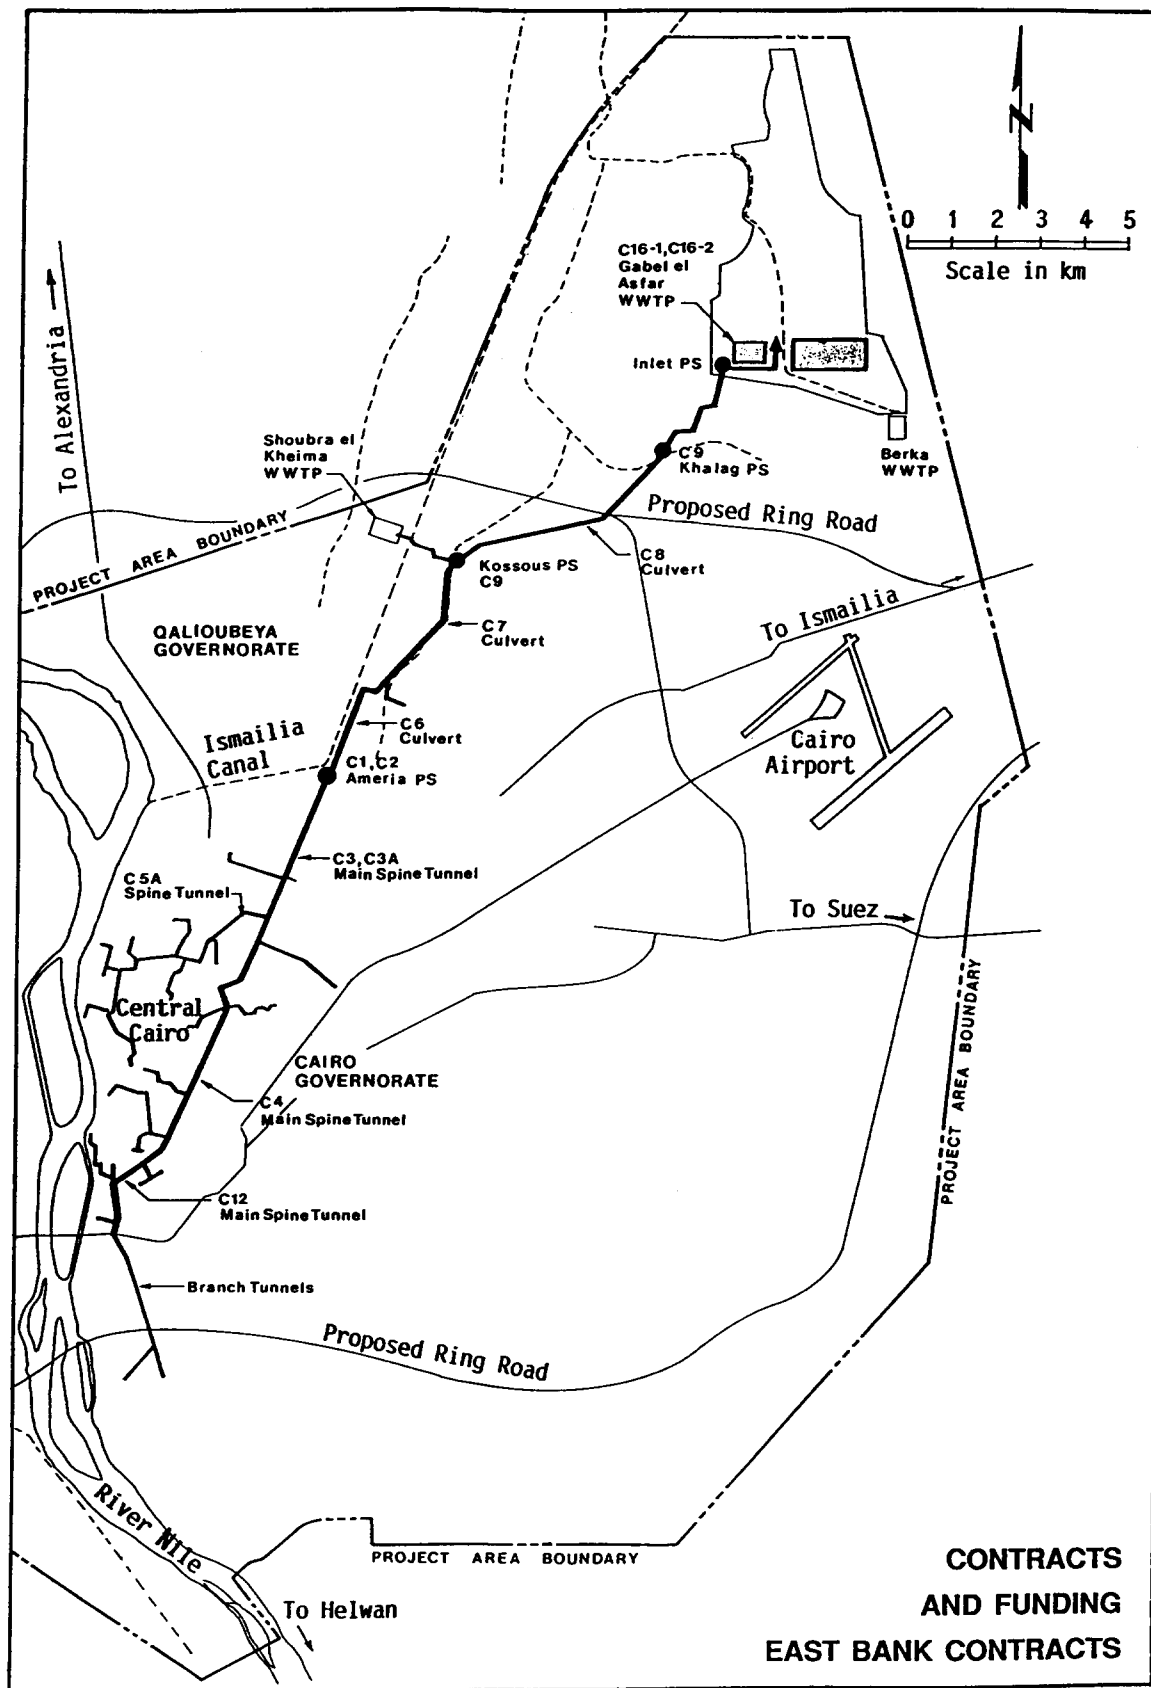 N
0 1 2 3 4 5
Scale in km
C16-1,C16-2
Gabel el
Asfar
WWTP
Inlet PS
To Alexandria
Shoubra el
Kheima
WWTP
C9
Khalag PS
Berka
WWTP
Proposed Ring Road
PROJECT AREA BOUNDARY
C8
Culvert
Kossous PS
C9
To Ismailia
QALIOUBEYA
GOVERNORATE
C7
Culvert
Ismailia
Canal
C6
Culvert
Cairo
Airport
C1,C2
Ameria PS
C3,C3A
Main Spine Tunnel
C5A
Spine Tunnel
To Suez
Central
Cairo
PROJECT AREA BOUNDARY
CAIRO
GOVERNORATE
C4
Main Spine Tunnel
C12
Main Spine Tunnel
Branch Tunnels
Proposed Ring Road
River Nile
PROJECT AREA BOUNDARY
To Helwan
CONTRACTS
AND FUNDING
EAST BANK CONTRACTS